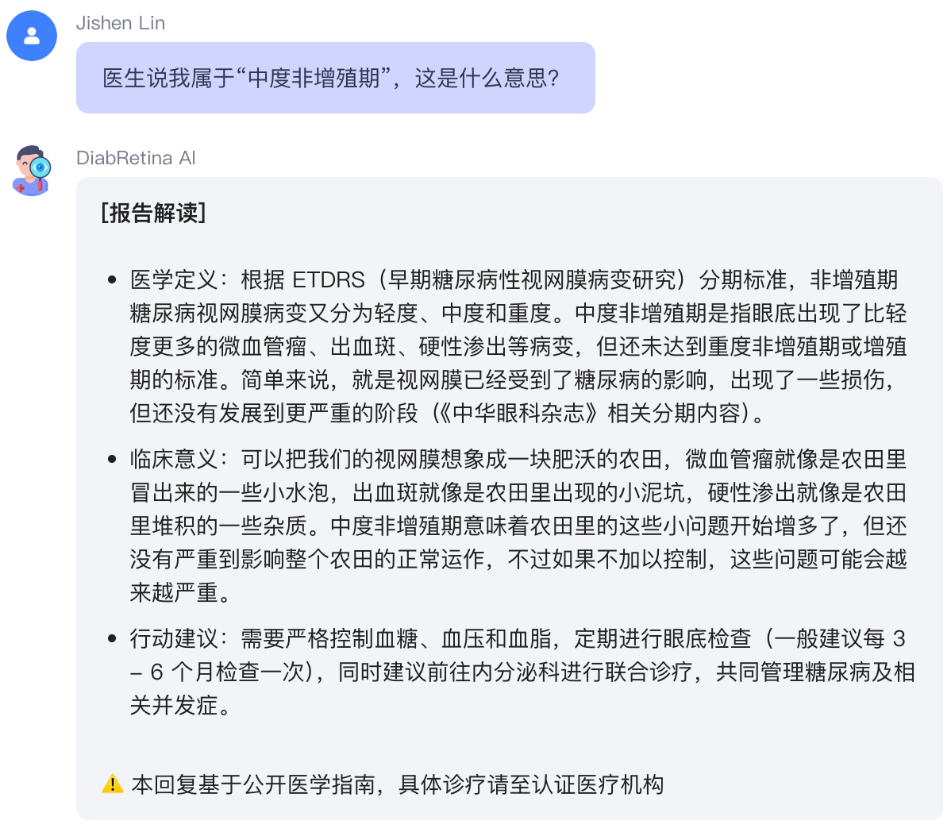 Jishen Lin
医生说我属于“中度非增殖期”，这是什么意思？
DiabRetina AI
[报告解读]
• 医学定义：根据 ETDRS（早期糖尿病性视网膜病变研究）分期标准，非增殖期
糖尿病视网膜病变又分为轻度、中度和重度。中度非增殖期是指眼底出现了比轻
度更多的微血管瘤、出血斑、硬性渗出等病变，但还未达到重度非增殖期或增殖
期的标准。简单来说，就是视网膜已经受到了糖尿病的影响，出现了一些损伤，
但还没有发展到更严重的阶段（《中华眼科杂志》相关分期内容）。
• 临床意义：可以把我们的视网膜想象成一块肥沃的农田，微血管瘤就像是农田里
冒出来的一些小水泡，出血斑就像是农田里出现的小泥坑，硬性渗出就像是农田
里堆积的一些杂质。中度非增殖期意味着农田里的这些小问题开始增多了，但还
没有严重到影响整个农田的正常运作，不过如果不加以控制，这些问题可能会越
来越严重。
• 行动建议：需要严格控制血糖、血压和血脂，定期进行眼底检查（一般建议每 3
– 6 个月检查一次），同时建议前往内分泌科进行联合诊疗，共同管理糖尿病及相
关并发症。
⚠️ 本回复基于公开医学指南，具体诊疗请至认证医疗机构